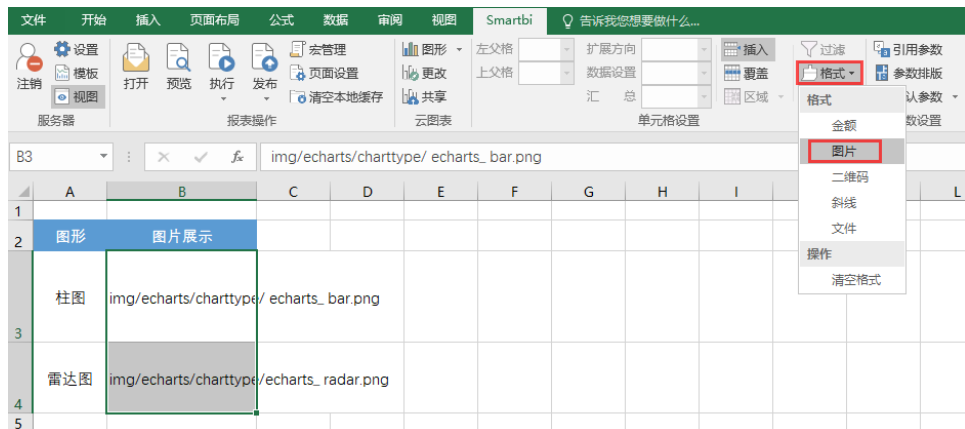 文件 开始 插入 页面布局 公式 数据 审阅 视图 Smartbi 告诉我您想要做什么...
设置 宏管理 图形 左父格 扩展方向 插入 过滤 引用参数
注销 模板 打开 预览 执行 发布 页面设置 更改 上父格 数据设置 覆盖 格式 参数排版
视图 清空本地缓存 共享 汇 总 区域 认参数
服务器 报表操作 云图表 单元格设置 数设置
格式
金额
图片
二维码
斜线
文件
操作
清空格式
B3 fx img/echarts/charttype/ echarts_ bar.png
A B C D E F G H I L
1
2 图形 图片展示
3 柱图 img/echarts/charttype/ echarts_ bar.png
4 雷达图 img/echarts/charttype/echarts_ radar.png
5